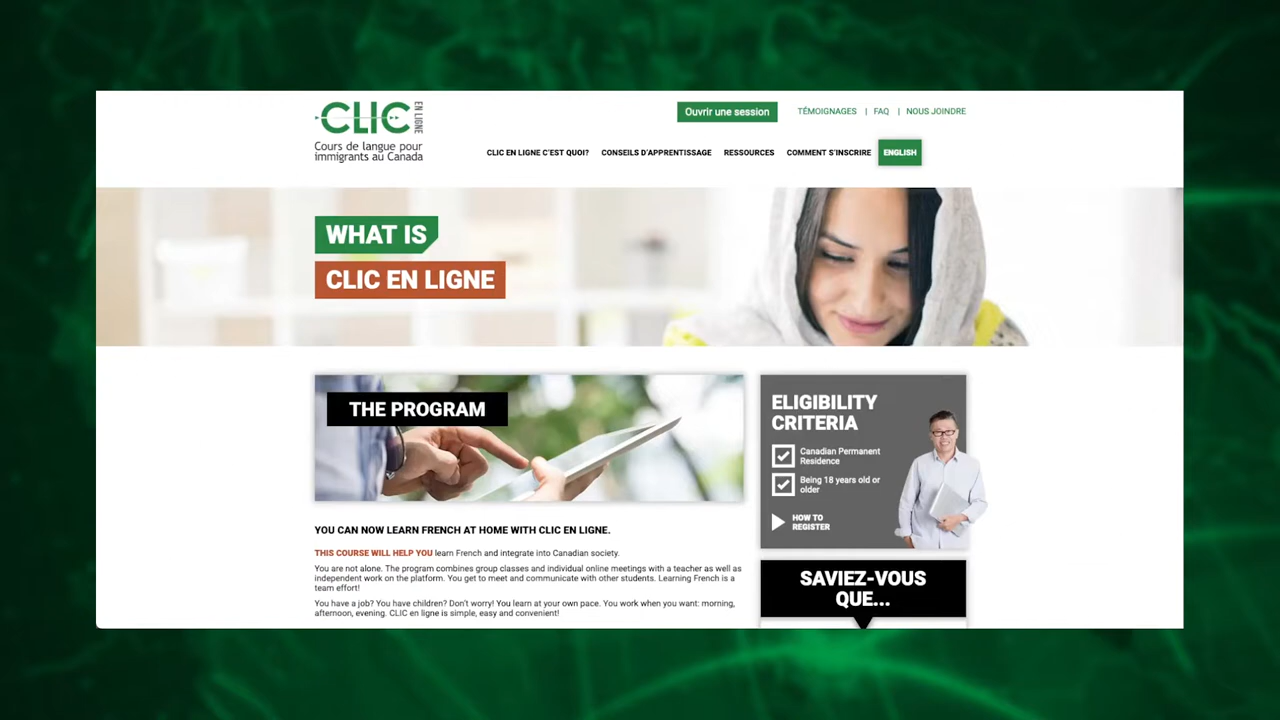 CLIC EN LIGNE
Cours de langue pour
immigrants au Canada
Ouvrir une session
TÉMOIGNAGES | FAQ | NOUS JOINDRE
CLIC EN LIGNE C'EST QUOI? CONSEILS D'APPRENTISSAGE RESSOURCES COMMENT S'INSCRIRE ENGLISH
WHAT IS
CLIC EN LIGNE
THE PROGRAM
YOU CAN NOW LEARN FRENCH AT HOME WITH CLIC EN LIGNE.
THIS COURSE WILL HELP YOU learn French and integrate into Canadian society.
You are not alone. The program combines group classes and individual online meetings with a teacher as well as
independent work on the platform. You get to meet and communicate with other students. Learning French is a
team effort!
You have a job? You have children? Don't worry! You learn at your own pace. You work when you want: morning,
afternoon, evening. CLIC en ligne is simple, easy and convenient!
ELIGIBILITY
CRITERIA
Canadian Permanent
Residence
Being 18 years old or
older
HOW TO
REGISTER
SAVIEZ-VOUS
QUE...